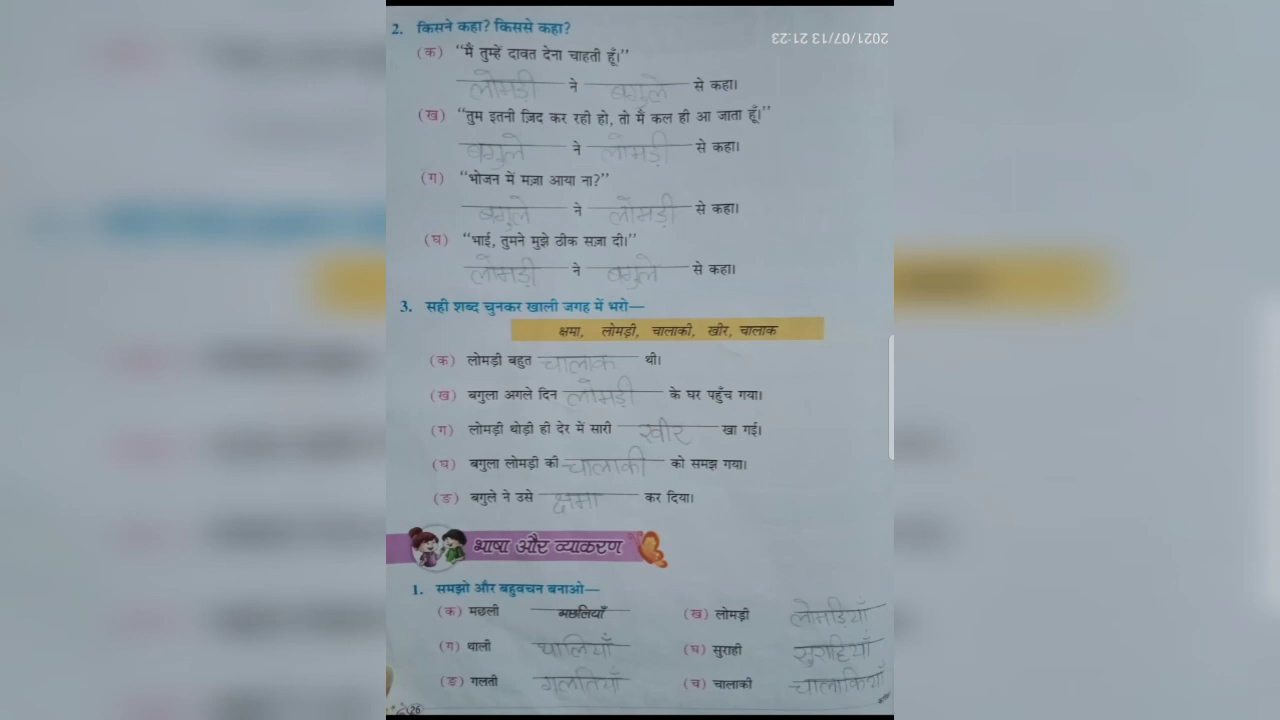 2. किसने कहा? किससे कहा?
2021/07/13 21:23
(क) “मैं तुम्हें दावत देना चाहती हूँ।”
लोमड़ी ने बगुले से कहा।
(ख) “तुम इतनी ज़िद कर रही हो, तो मैं कल ही आ जाता हूँ।”
बगुले ने लोमड़ी से कहा।
(ग) “भोजन में मज़ा आया ना?”
बगुले ने लोमड़ी से कहा।
(घ) “भाई, तुमने मुझे ठीक सज़ा दी।”
लोमड़ी ने बगुले से कहा।
3. सही शब्द चुनकर खाली जगह में भरो—
क्षमा, लोमड़ी, चालाकी, खीर, चालाक
(क) लोमड़ी बहुत चालाक थी।
(ख) बगुला अगले दिन लोमड़ी के घर पहुँच गया।
(ग) लोमड़ी थोड़ी ही देर में सारी खीर खा गई।
(घ) बगुला लोमड़ी की चालाकी को समझ गया।
(ङ) बगुले ने उसे क्षमा कर दिया।
भाषा और व्याकरण
1. समझो और बहुवचन बनाओ—
(क) मछली मछलियाँ (ख) लोमड़ी लोमडियाँ
(ग) थाली थालियाँ (घ) सुराही सुराहियाँ
(ङ) गलती गलतियाँ (च) चालाकी चालाकियाँ
26